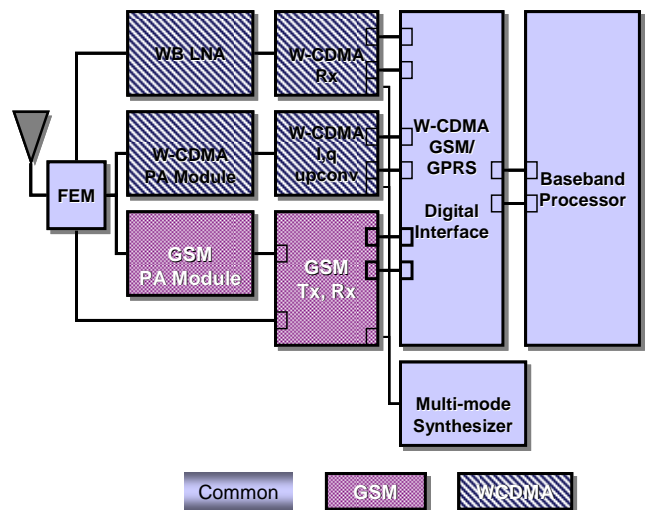 WB LNA
W-CDMA
Rx
W-CDMA
PA Module
W-CDMA
I,q
upconv
FEM
GSM
PA Module
GSM
Tx, Rx
W-CDMA
GSM/
GPRS
Digital
Interface
Baseband
Processor
Multi-mode
Synthesizer
Common
GSM
WCDMA